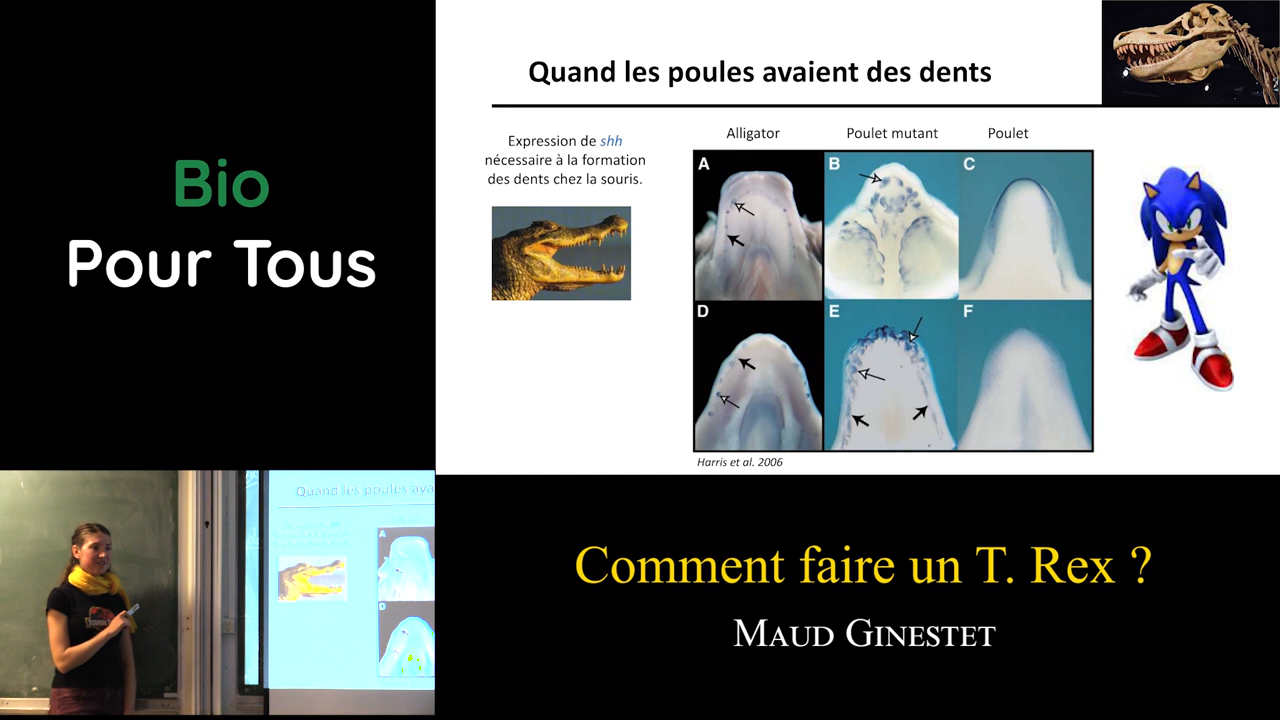 Bio
Pour Tous
Quand les poules avaient des dents
Expression de shh
nécessaire à la formation
des dents chez la souris.
Alligator
Poulet mutant
Poulet
A
B
C
D
E
F
Harris et al. 2006
Quand les poules ava
A
D
Comment faire un T. Rex ?
Maud Ginestet